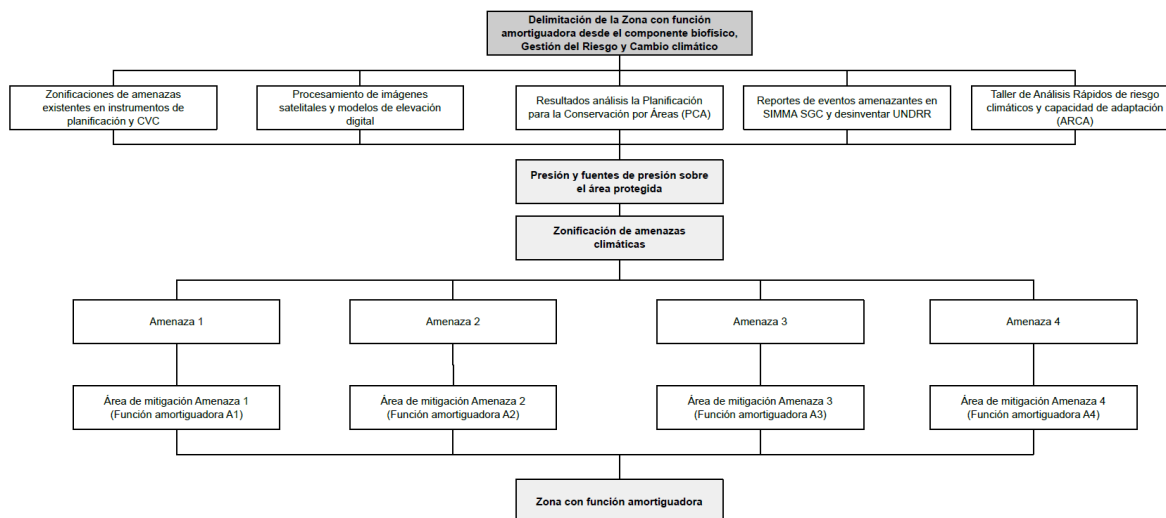 Delimitación de la Zona con función
amortiguadora desde el componente biofísico,
Gestión del Riesgo y Cambio climático
Zonificaciones de amenazas
existentes en instrumentos de
planificación y CVC
Procesamiento de imágenes
satelitales y modelos de elevación
digital
Resultados análisis la Planificación
para la Conservación por Áreas (PCA)
Reportes de eventos amenazantes en
SIMMA SGC y desinventar UNDRR
Taller de Análisis Rápidos de riesgo
climáticos y capacidad de adaptación
(ARCA)
Presión y fuentes de presión sobre
el área protegida
Zonificación de amenazas
climáticas
Amenaza 1
Amenaza 2
Amenaza 3
Amenaza 4
Área de mitigación Amenaza 1
(Función amortiguadora A1)
Área de mitigación Amenaza 2
(Función amortiguadora A2)
Área de mitigación Amenaza 3
(Función amortiguadora A3)
Área de mitigación Amenaza 4
(Función amortiguadora A4)
Zona con función amortiguadora